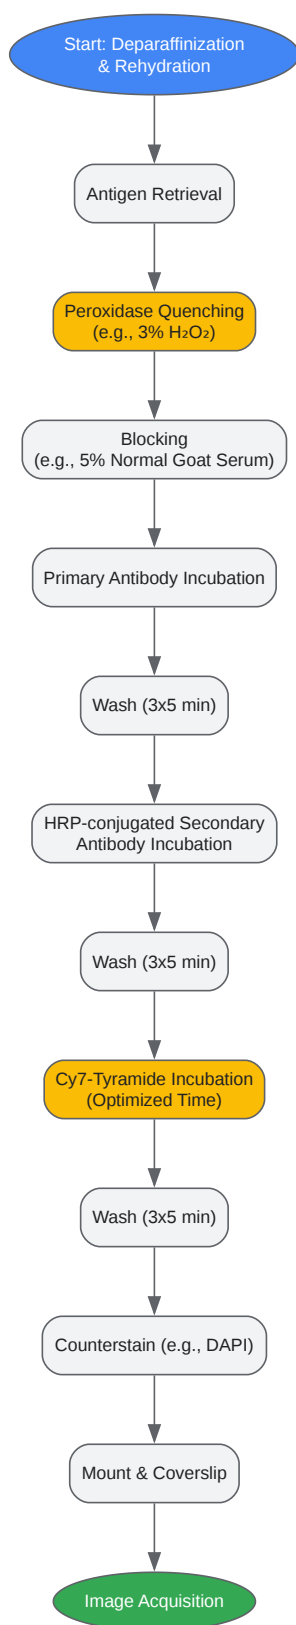 Start: Deparaffinization
& Rehydration
Antigen Retrieval
Peroxidase Quenching
(e.g., 3% H₂O₂)
Blocking
(e.g., 5% Normal Goat Serum)
Primary Antibody Incubation
Wash (3x5 min)
HRP-conjugated Secondary
Antibody Incubation
Wash (3x5 min)
Cy7-Tyramide Incubation
(Optimized Time)
Wash (3x5 min)
Counterstain (e.g., DAPI)
Mount & Coverslip
Image Acquisition